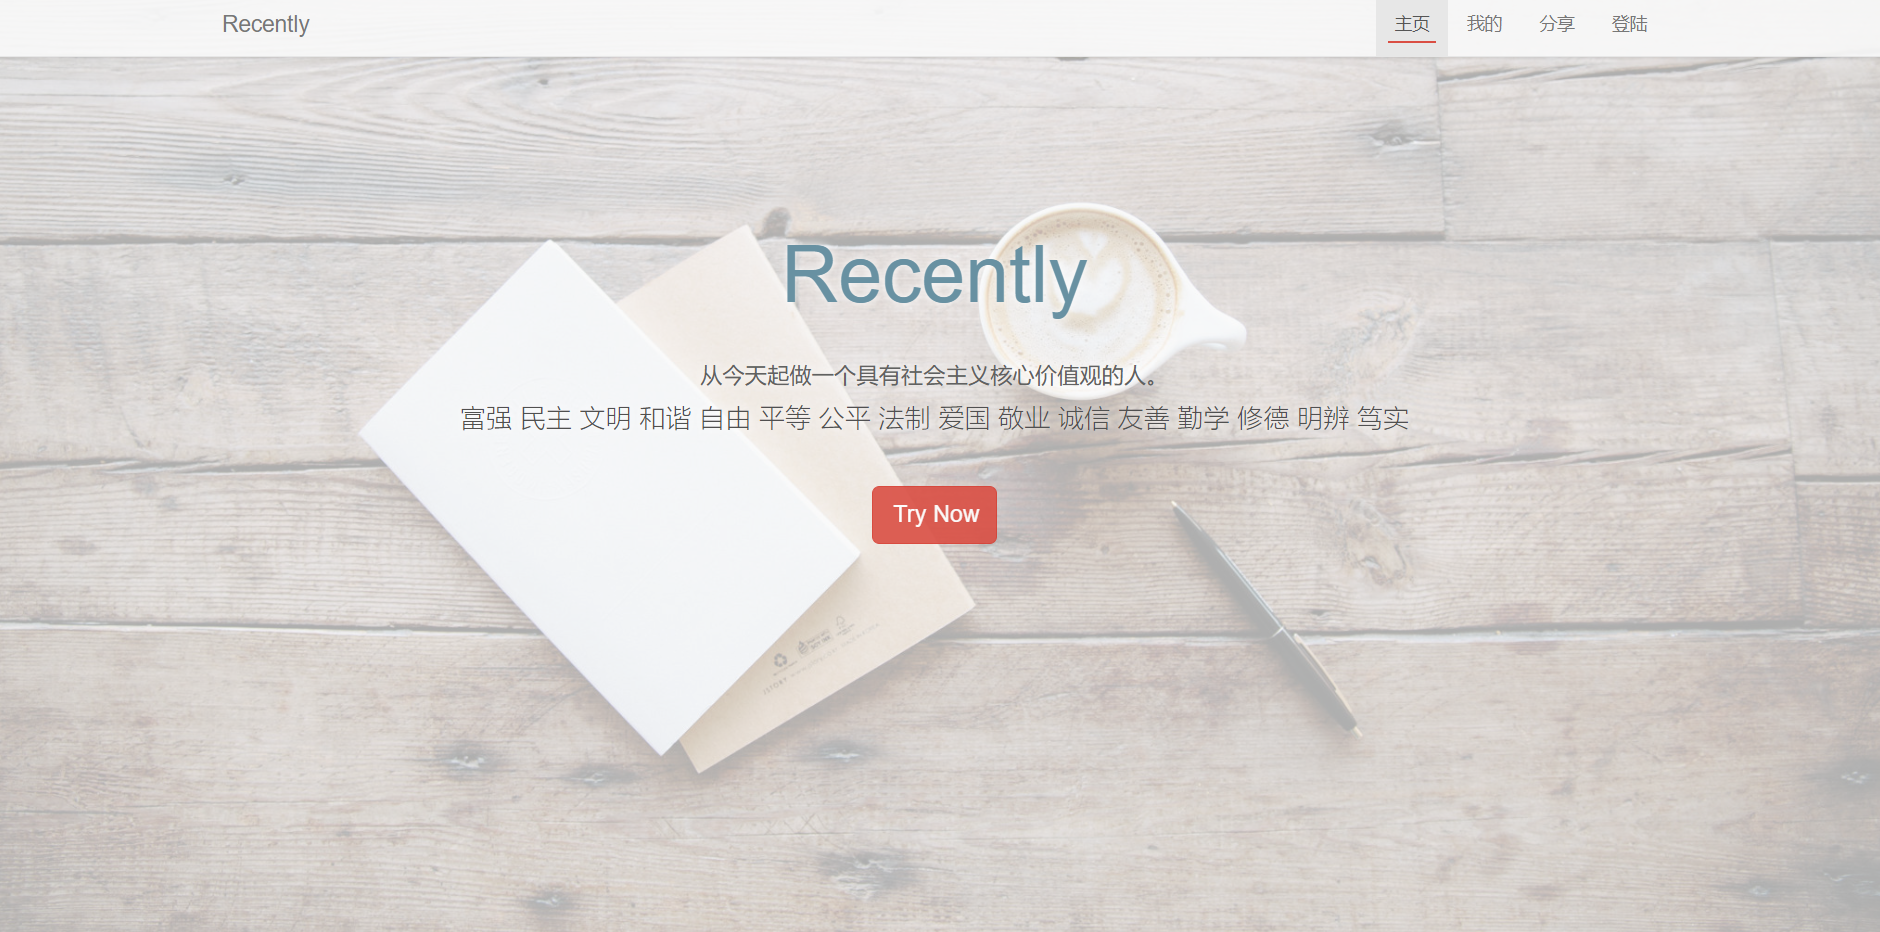 Recently
主页 我的 分享 登陆
Recently
从今天起做一个具有社会主义核心价值观的人。
富强 民主 文明 和谐 自由 平等 公平 法制 爱国 敬业 诚信 友善 勤学 修德 明辨 笃实
Try Now